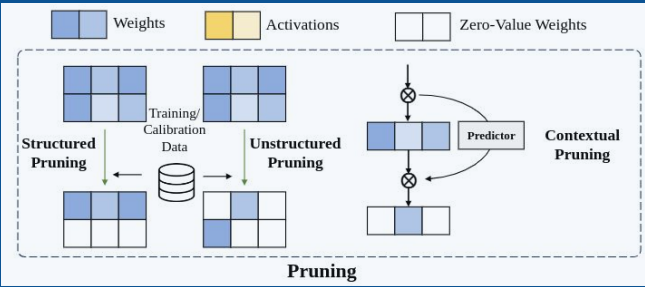 Weights
Activations
Zero-Value Weights
Training/
Calibration
Data
Structured
Pruning
Unstructured
Pruning
Predictor
Contextual
Pruning
Pruning